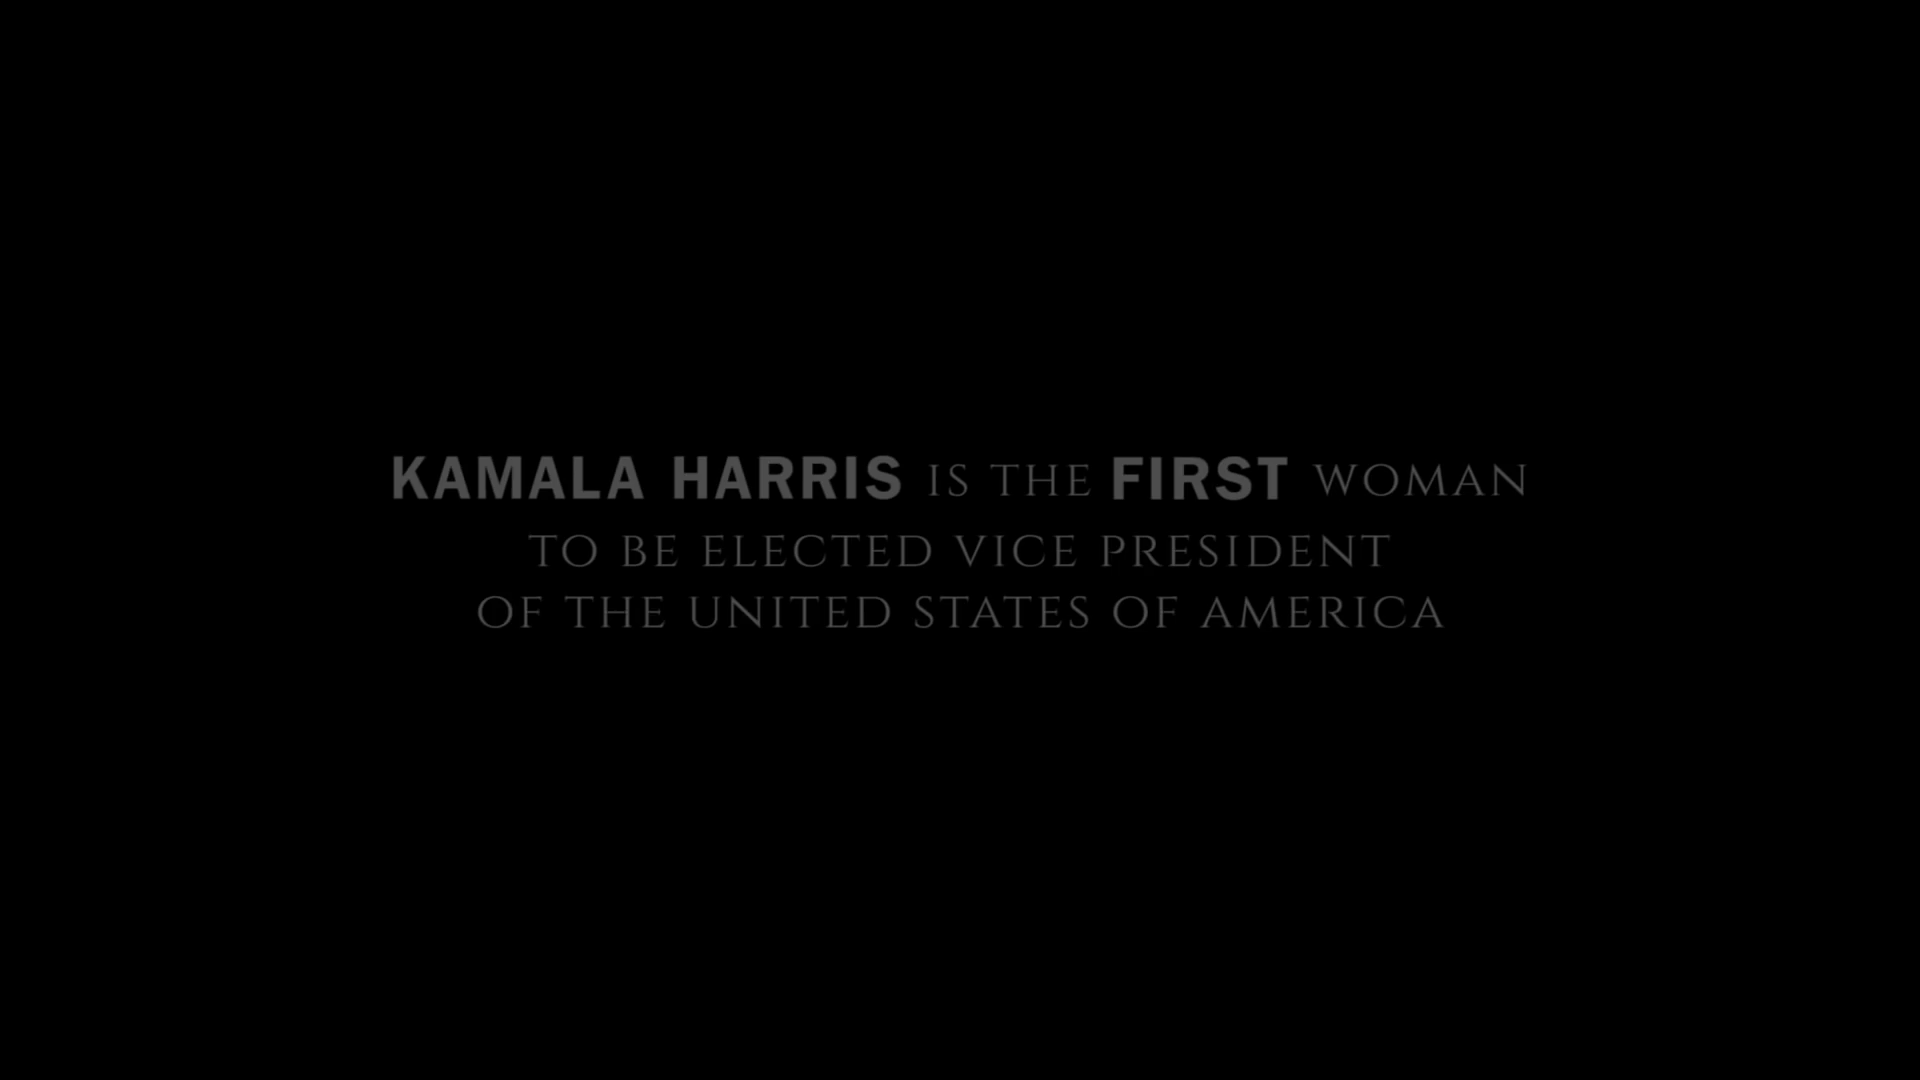 KAMALA HARRIS IS THE FIRST WOMAN
TO BE ELECTED VICE PRESIDENT
OF THE UNITED STATES OF AMERICA